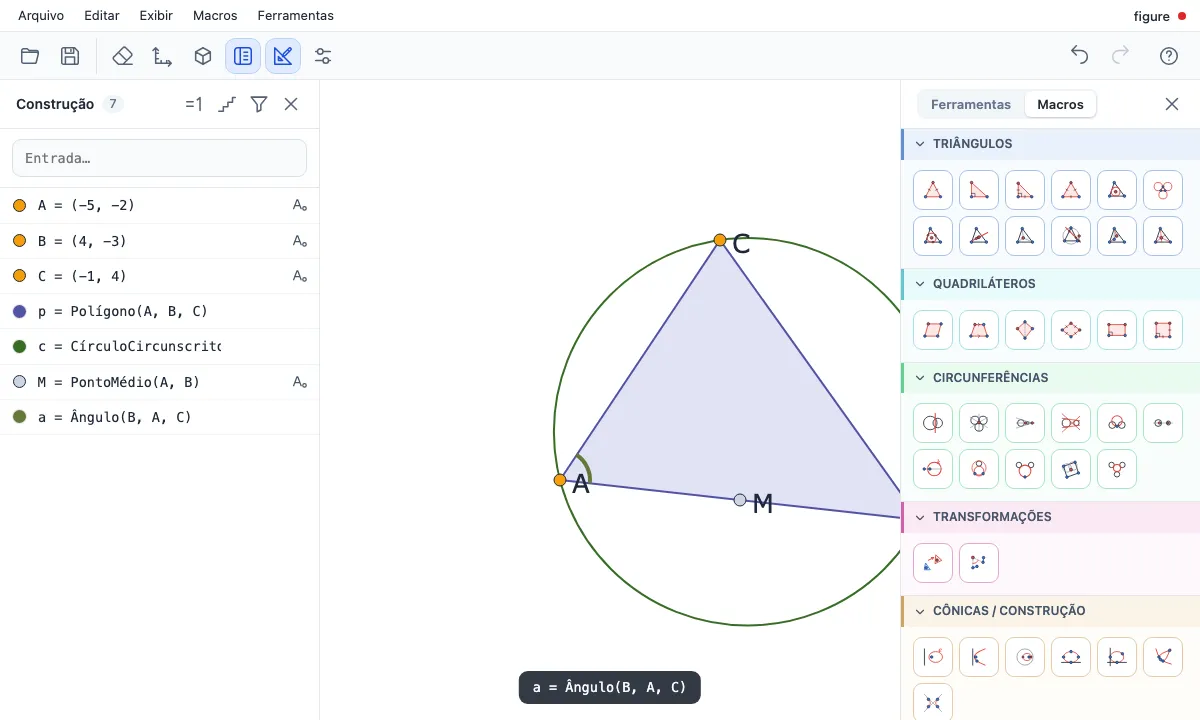 Arquivo Editar Exibir Macros Ferramentas figure
Construção 7 =1
Ferramentas Macros
Entrada…
A = (−5, −2)
B = (4, −3)
C = (−1, 4)
p = Polígono(A, B, C)
c = CírculoCircunscrito
M = PontoMédio(A, B)
a = Ângulo(B, A, C)
C
A
M
a = Ângulo(B, A, C)
TRIÂNGULOS
QUADRILÁTEROS
CIRCUNFERÊNCIAS
TRANSFORMAÇÕES
CÔNICAS / CONSTRUÇÃO